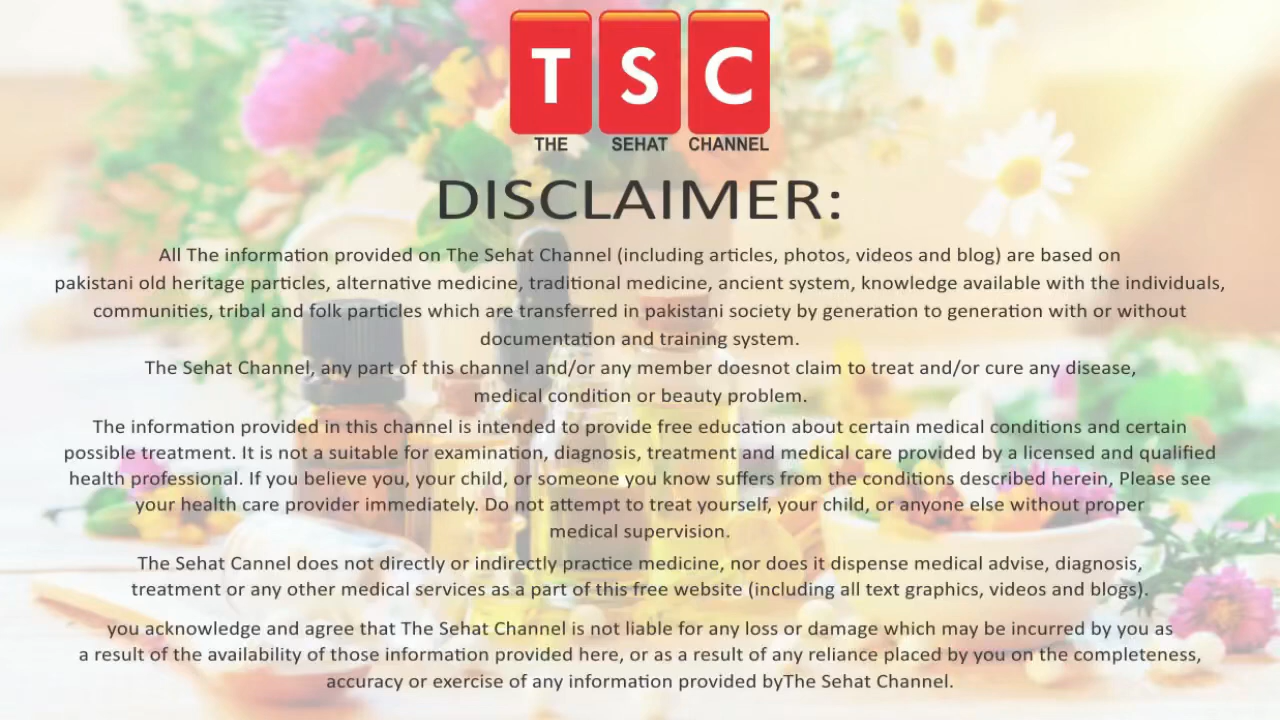 T S C
THE SEHAT CHANNEL
DISCLAIMER:
All The information provided on The Sehat Channel (including articles, photos, videos and blog) are based on
pakistani old heritage particles, alternative medicine, traditional medicine, ancient system, knowledge available with the individuals,
communities, tribal and folk particles which are transferred in pakistani society by generation to generation with or without
documentation and training system.
The Sehat Channel, any part of this channel and/or any member doesnot claim to treat and/or cure any disease,
medical condition or beauty problem.
The information provided in this channel is intended to provide free education about certain medical conditions and certain
possible treatment. It is not a suitable for examination, diagnosis, treatment and medical care provided by a licensed and qualified
health professional. If you believe you, your child, or someone you know suffers from the conditions described herein, Please see
your health care provider immediately. Do not attempt to treat yourself, your child, or anyone else without proper
medical supervision.
The Sehat Cannel does not directly or indirectly practice medicine, nor does it dispense medical advise, diagnosis,
treatment or any other medical services as a part of this free website (including all text graphics, videos and blogs).
you acknowledge and agree that The Sehat Channel is not liable for any loss or damage which may be incurred by you as
a result of the availability of those information provided here, or as a result of any reliance placed by you on the completeness,
accuracy or exercise of any information provided byThe Sehat Channel.